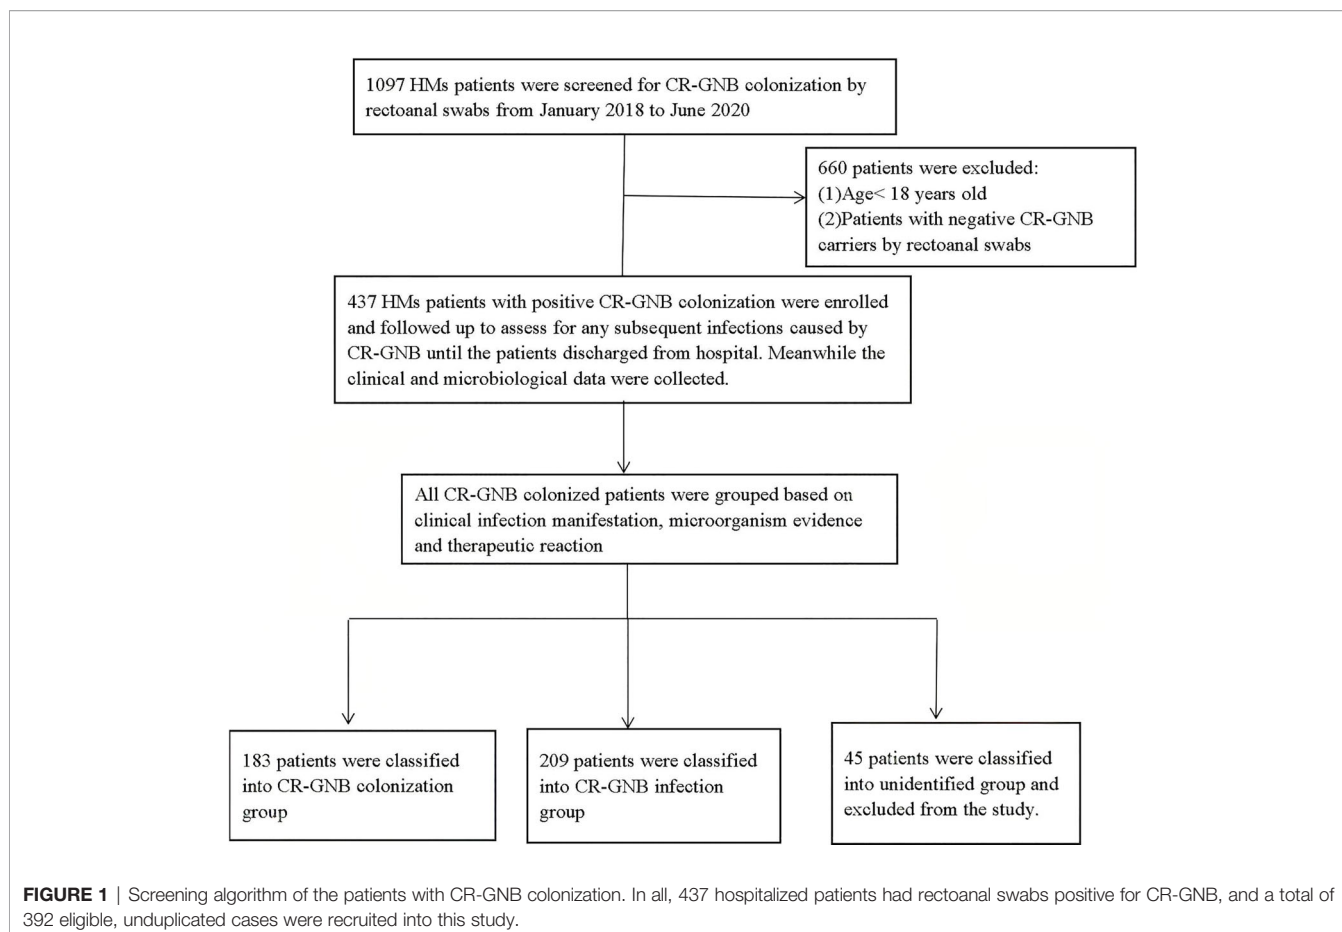 1097 HMs patients were screened for CR-GNB colonization by
rectoanal swabs from January 2018 to June 2020
660 patients were excluded:
(1)Age< 18 years old
(2)Patients with negative CR-GNB
carriers by rectoanal swabs
437 HMs patients with positive CR-GNB colonization were enrolled
and followed up to assess for any subsequent infections caused by
CR-GNB until the patients discharged from hospital. Meanwhile the
clinical and microbiological data were collected.
All CR-GNB colonized patients were grouped based on
clinical infection manifestation, microorganism evidence
and therapeutic reaction
183 patients were classified
into CR-GNB colonization
group
209 patients were classified
into CR-GNB infection
group
45 patients were classified
into unidentified group and
excluded from the study.
FIGURE 1 | Screening algorithm of the patients with CR-GNB colonization. In all, 437 hospitalized patients had rectoanal swabs positive for CR-GNB, and a total of
392 eligible, unduplicated cases were recruited into this study.